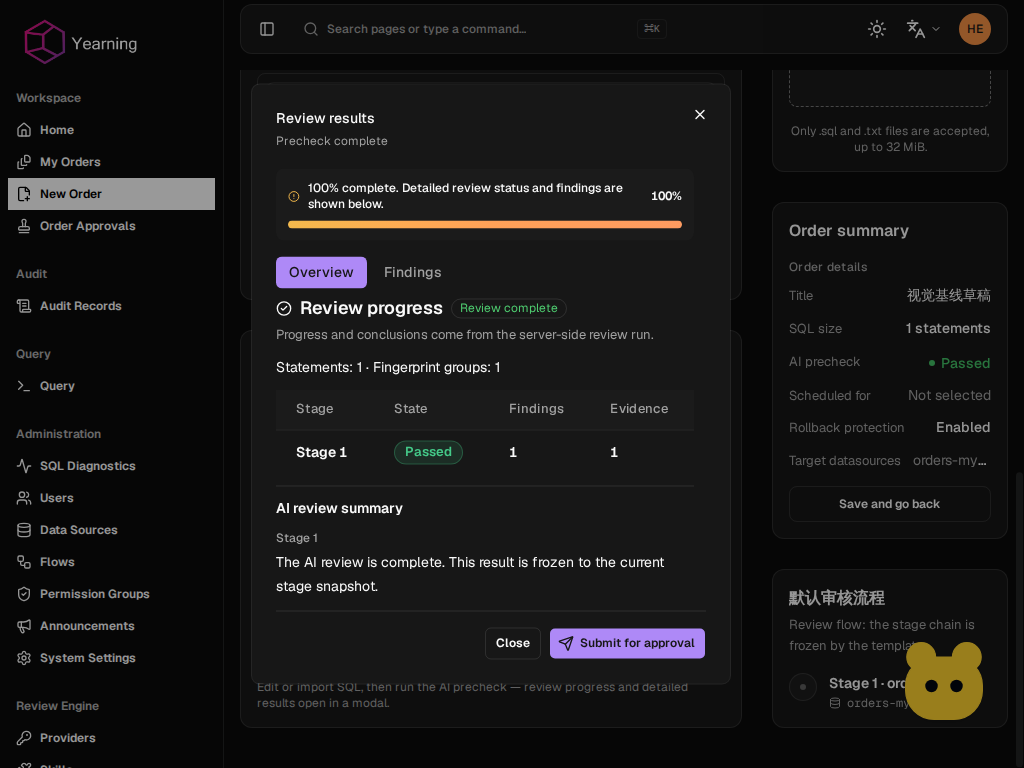 Yearning
Search pages or type a command...
⌘K
HE
Workspace
Home
My Orders
New Order
Order Approvals
Audit
Audit Records
Query
Query
Administration
SQL Diagnostics
Users
Data Sources
Flows
Permission Groups
Announcements
System Settings
Review Engine
Providers
Skills
Review results
Precheck complete
100% complete. Detailed review status and findings are
shown below.
100%
Overview
Findings
Review progress
Review complete
Progress and conclusions come from the server-side review run.
Statements: 1 · Fingerprint groups: 1
Stage State Findings Evidence
Stage 1 Passed 1 1
AI review summary
Stage 1
The AI review is complete. This result is frozen to the current
stage snapshot.
Close
Submit for approval
Edit or import SQL, then run the AI precheck — review progress and detailed
results open in a modal.
Only .sql and .txt files are accepted,
up to 32 MiB.
Order summary
Order details
Title 视觉基线草稿
SQL size 1 statements
AI precheck Passed
Scheduled for Not selected
Rollback protection Enabled
Target datasources orders-my...
Save and go back
默认审核流程
Review flow: the stage chain is
frozen by the templa
Stage 1 · ord
orders-my